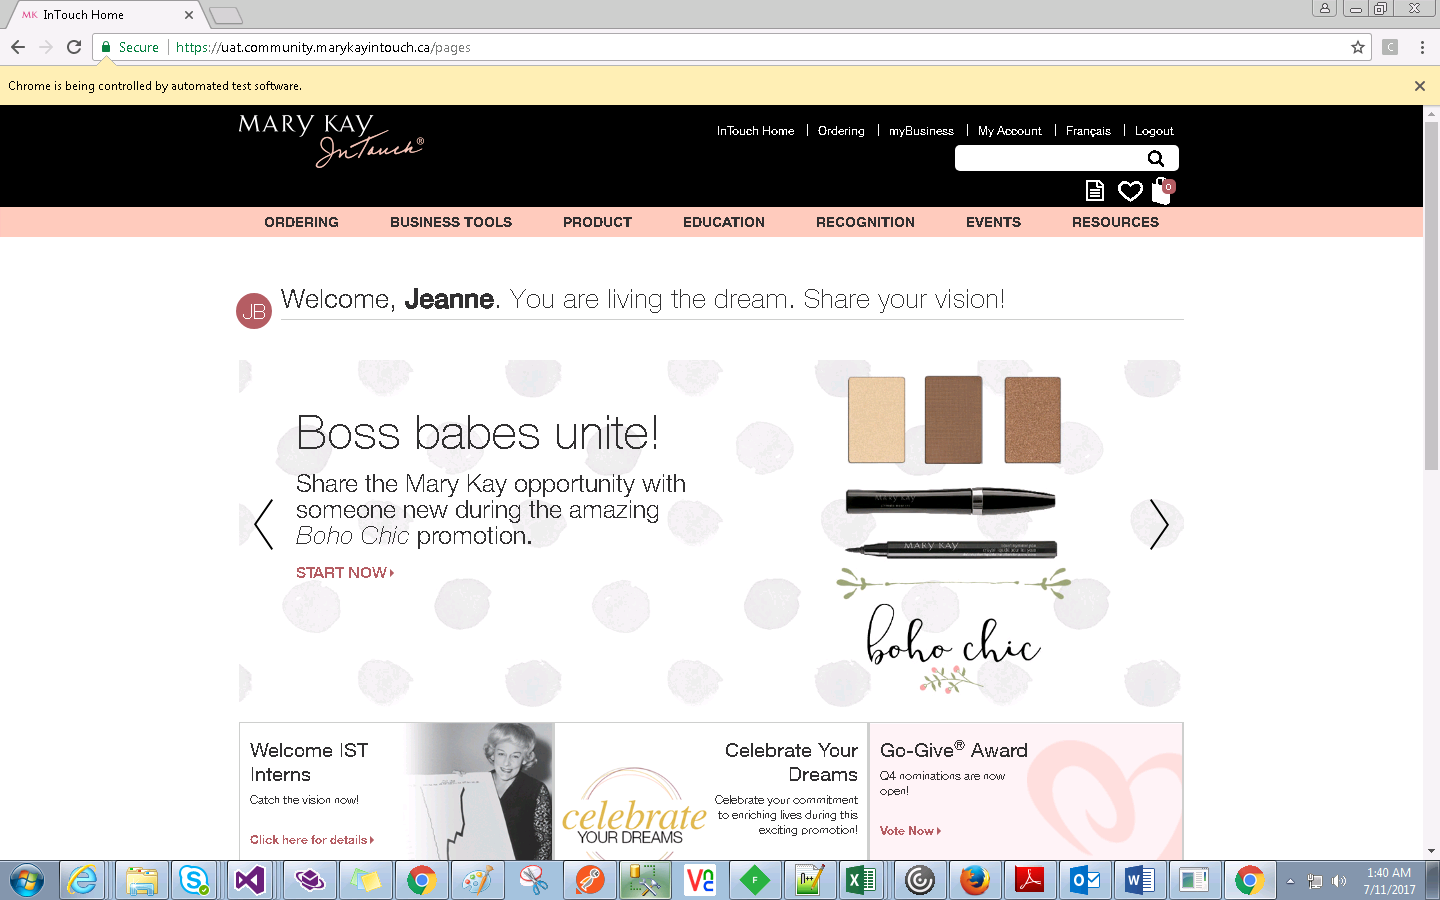 MK InTouch Home
Secure https://uat.community.marykayintouch.ca/pages
C
Chrome is being controlled by automated test software.
MARY KAY
InTouch®
InTouch Home Ordering myBusiness My Account Français Logout
0
ORDERING BUSINESS TOOLS PRODUCT EDUCATION RECOGNITION EVENTS RESOURCES
JB Welcome, Jeanne. You are living the dream. Share your vision!
Boss babes unite!
Share the Mary Kay opportunity with
someone new during the amazing
Boho Chic promotion.
START NOW
MARY KAY
MARY KAY
boho chic
Welcome IST
Interns
Catch the vision now!
Click here for details
celebrate
YOUR DREAMS
Celebrate Your
Dreams
Celebrate your commitment
to enriching lives during this
exciting promotion!
Go-Give® Award
Q4 nominations are now
open!
Vote Now
1:40 AM
7/11/2017